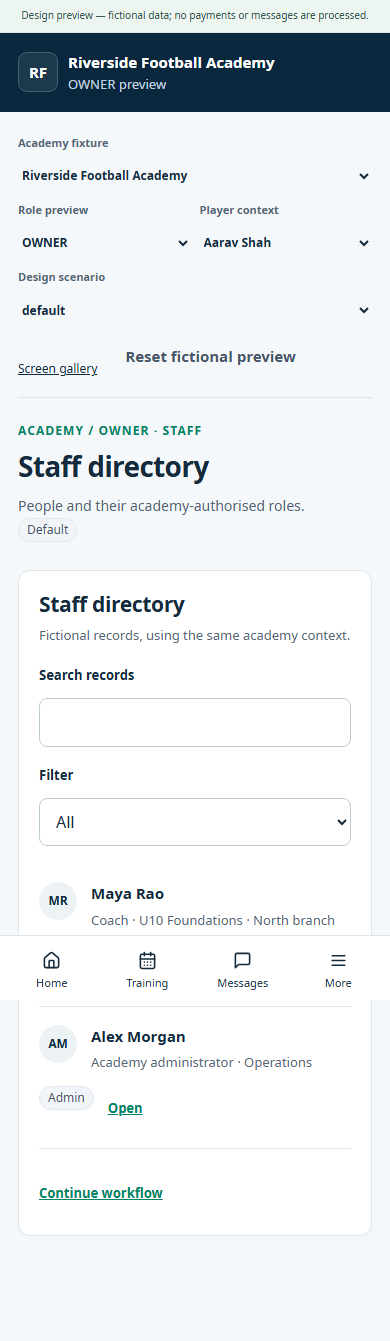 Design preview — fictional data; no payments or messages are processed.
RF
Riverside Football Academy
OWNER preview
Academy fixture
Riverside Football Academy
Role preview
Player context
OWNER
Aarav Shah
Design scenario
default
Screen gallery
Reset fictional preview
ACADEMY / OWNER · STAFF
Staff directory
People and their academy-authorised roles.
Default
Staff directory
Fictional records, using the same academy context.
Search records
Filter
All
MR
Maya Rao
Coach · U10 Foundations · North branch
Home
Training
Messages
More
AM
Alex Morgan
Academy administrator · Operations
Admin
Open
Continue workflow